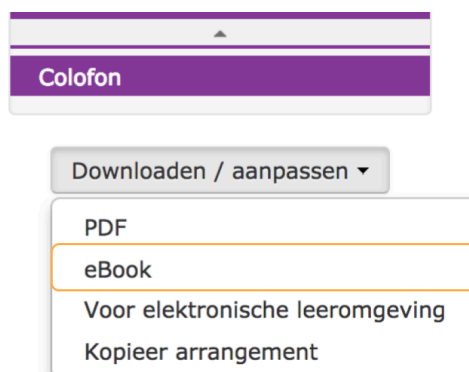 Colofon
Downloaden / aanpassen
PDF
eBook
Voor elektronische leeromgeving
Kopieer arrangement